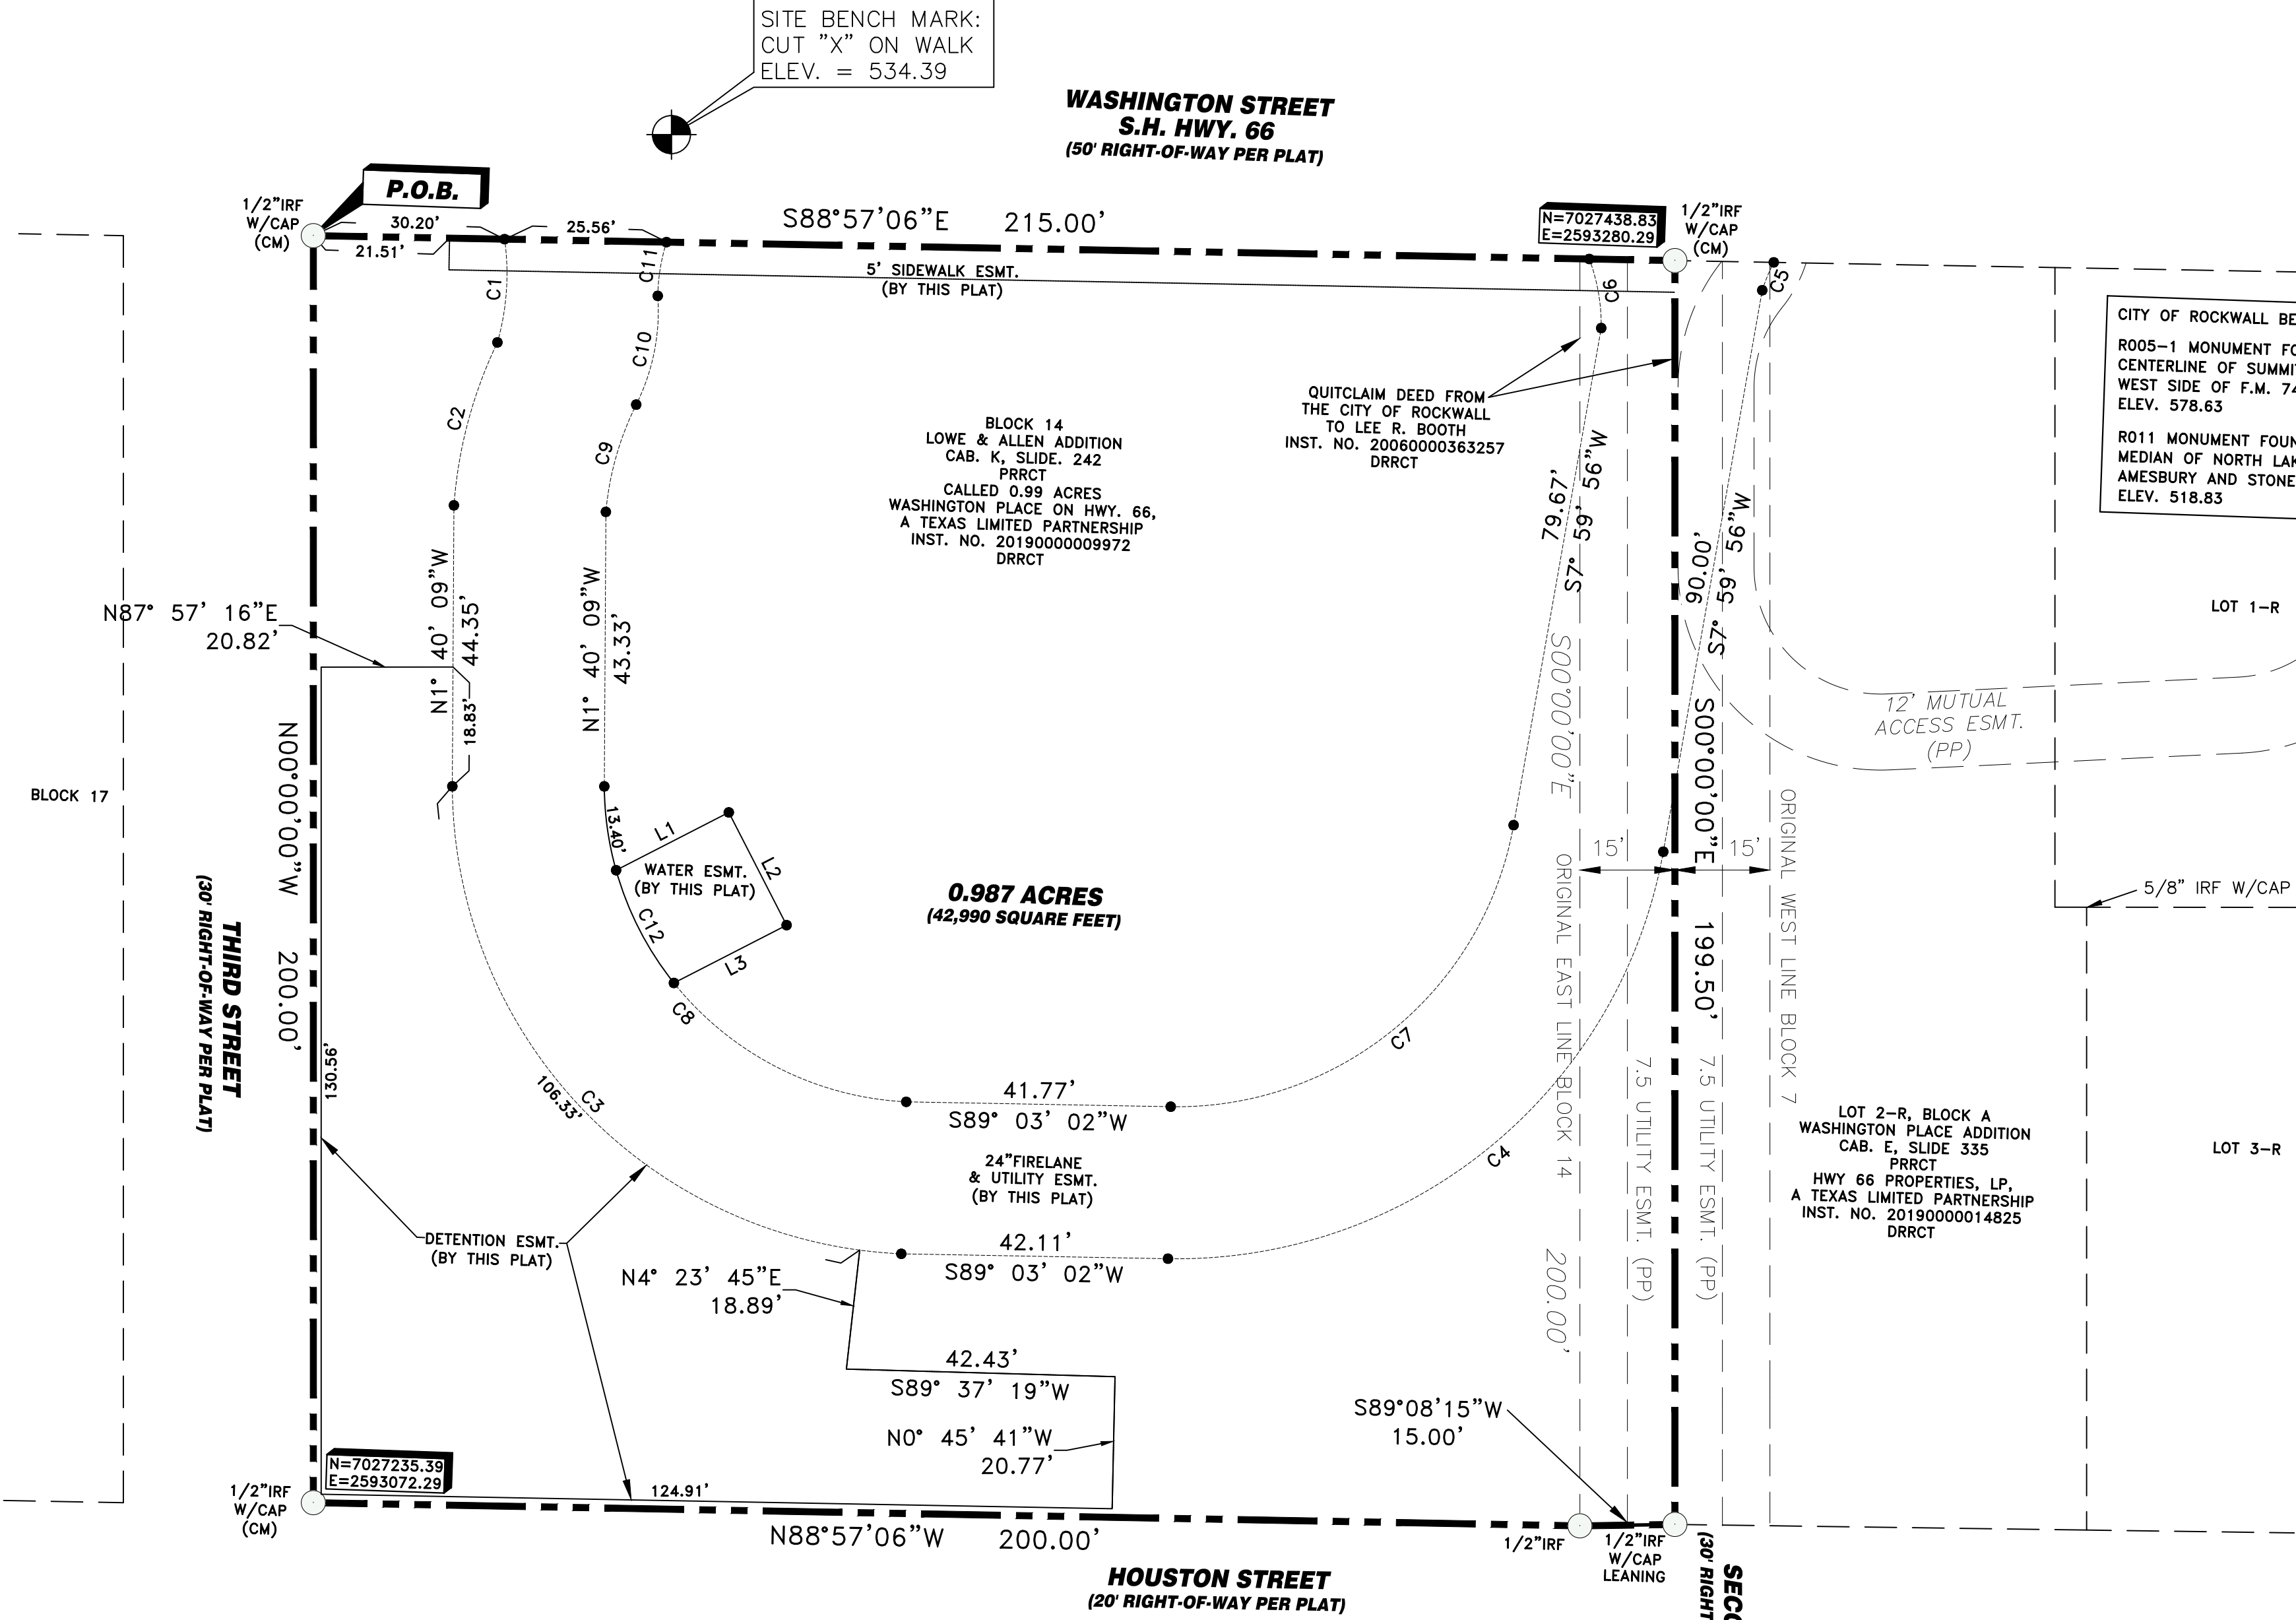 SITE BENCH MARK:
CUT "X" ON WALK
ELEV. = 534.39
WASHINGTON STREET
S.H. HWY. 66
(50' RIGHT-OF-WAY PER PLAT)
P.O.B.
1/2"IRF
W/CAP
(CM)
30.20'
21.51'
25.56'
S88°57'06"E 215.00'
N=7027438.83
E=2593280.29
1/2"IRF
W/CAP
(CM)
5' SIDEWALK ESMT.
(BY THIS PLAT)
C1
C11
C6
C5
C10
C2
C9
CITY OF ROCKWALL BE
R005-1 MONUMENT FO
CENTERLINE OF SUMMI
WEST SIDE OF F.M. 74
ELEV. 578.63
R011 MONUMENT FOUN
MEDIAN OF NORTH LAK
AMESBURY AND STONE
ELEV. 518.83
QUITCLAIM DEED FROM
THE CITY OF ROCKWALL
TO LEE R. BOOTH
INST. NO. 20060000363257
DRRCT
BLOCK 14
LOWE & ALLEN ADDITION
CAB. K, SLIDE. 242
PRRCT
CALLED 0.99 ACRES
WASHINGTON PLACE ON HWY. 66,
A TEXAS LIMITED PARTNERSHIP
INST. NO. 20190000009972
DRRCT
79.67'
S7° 59' 56"W
90.00'
S7° 59' 56"W
N87° 57' 16"E
20.82'
N1° 40' 09"W
44.35'
18.83'
N1° 40' 09"W
43.33'
LOT 1-R
12' MUTUAL
ACCESS ESMT.
(PP)
BLOCK 17
N00°00'00"W 200.00'
THIRD STREET
(30' RIGHT-OF-WAY PER PLAT)
130.56'
13.40'
L1
L2
L3
WATER ESMT.
(BY THIS PLAT)
C12
C8
0.987 ACRES
(42,990 SQUARE FEET)
S00°00'00"E 200.00'
ORIGINAL EAST LINE BLOCK 14
15'
15'
S00°00'00"E 199.50'
ORIGINAL WEST LINE BLOCK 7
7.5 UTILITY ESMT. (PP)
7.5 UTILITY ESMT. (PP)
5/8" IRF W/CAP
C7
C4
C3
106.33'
41.77'
S89° 03' 02"W
24"FIRELANE
& UTILITY ESMT.
(BY THIS PLAT)
42.11'
S89° 03' 02"W
LOT 2-R, BLOCK A
WASHINGTON PLACE ADDITION
CAB. E, SLIDE 335
PRRCT
HWY 66 PROPERTIES, LP,
A TEXAS LIMITED PARTNERSHIP
INST. NO. 20190000014825
DRRCT
LOT 3-R
DETENTION ESMT.
(BY THIS PLAT)
N4° 23' 45"E
18.89'
42.43'
S89° 37' 19"W
N0° 45' 41"W
20.77'
S89°08'15"W
15.00'
N=7027235.39
E=2593072.29
1/2"IRF
W/CAP
(CM)
124.91'
N88°57'06"W 200.00'
1/2"IRF
1/2"IRF
W/CAP
LEANING
HOUSTON STREET
(20' RIGHT-OF-WAY PER PLAT)
SECO
(30' RIGHT